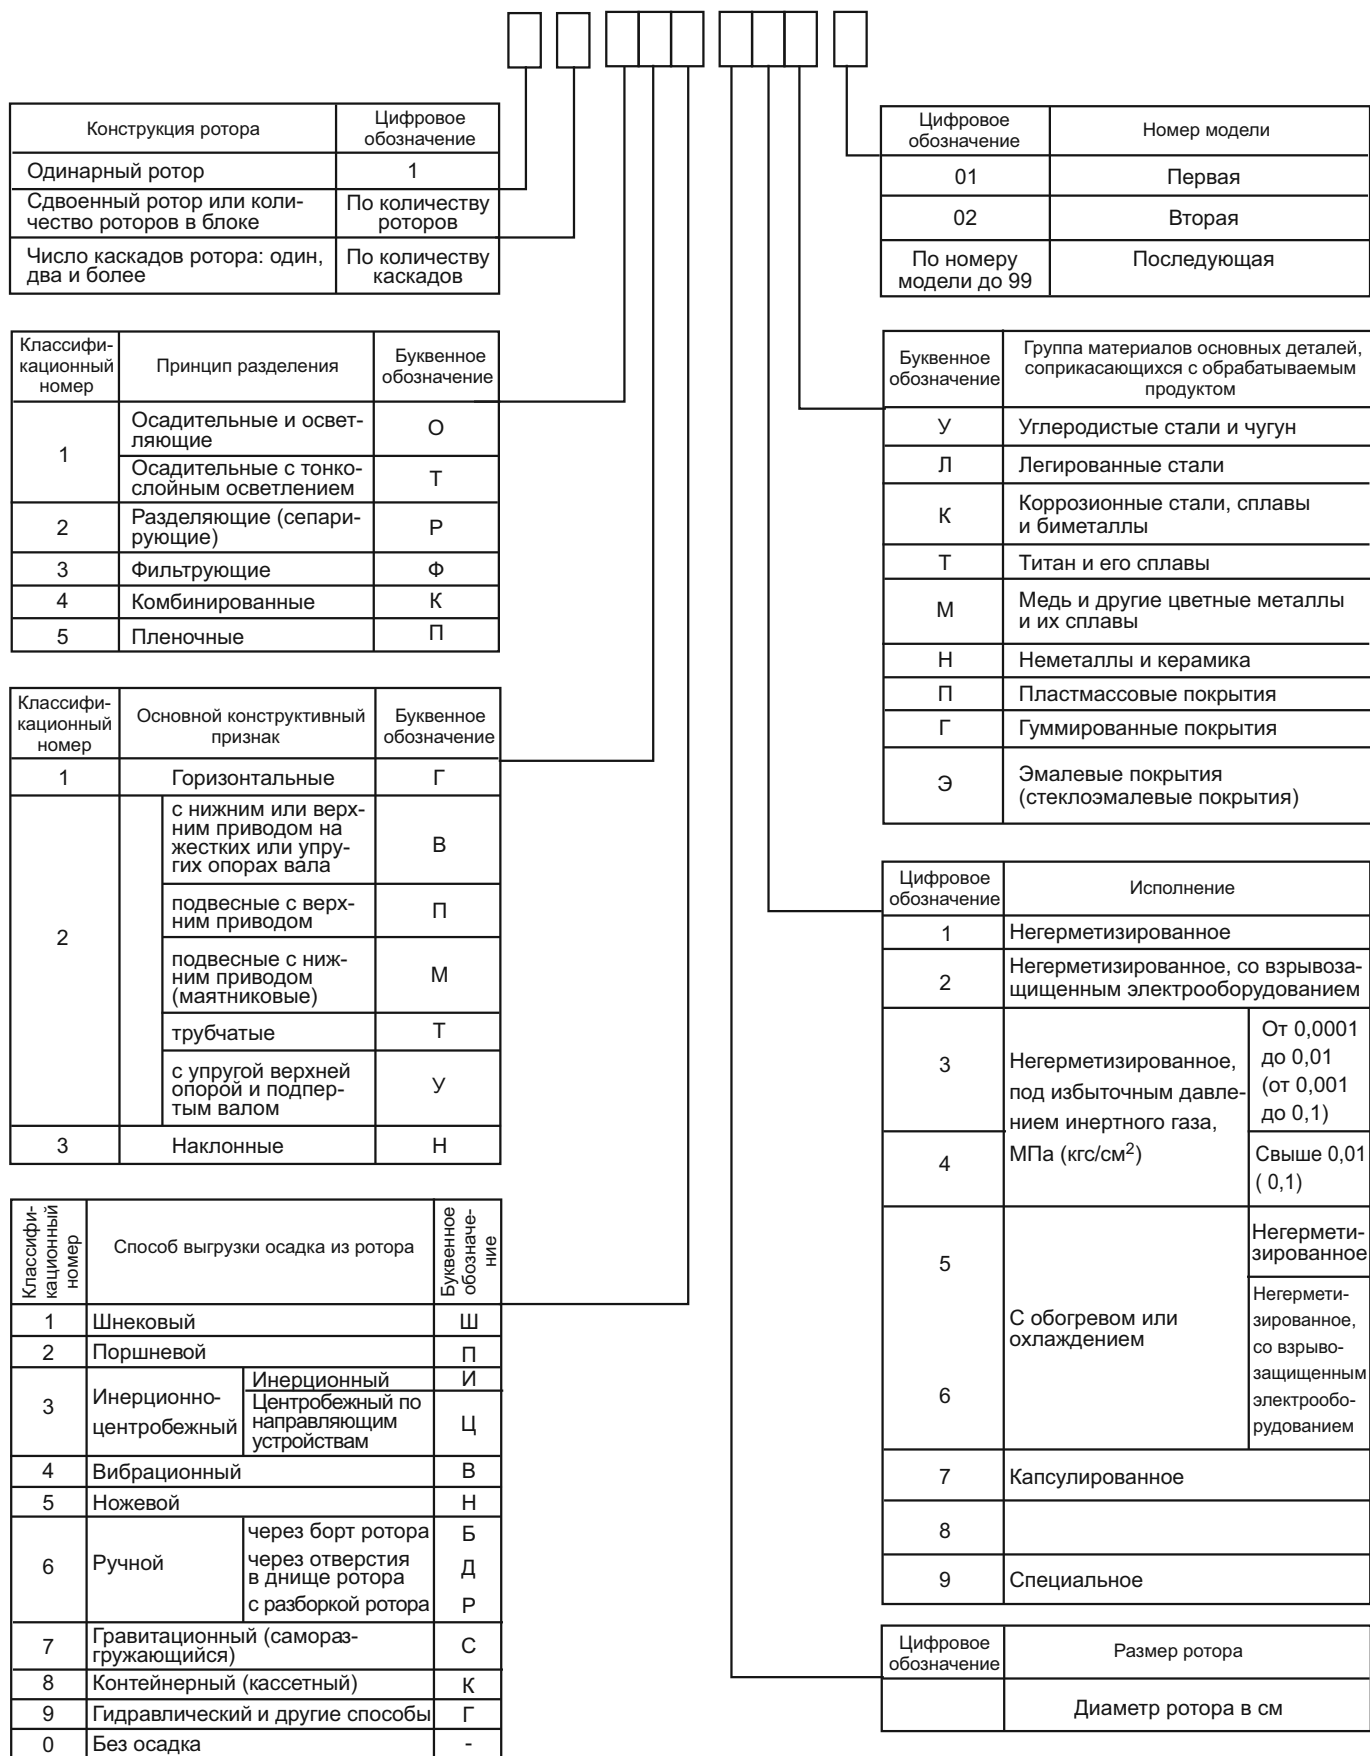 Конструкция ротора
Цифровое
обозначение
Одинарный ротор
1
Сдвоенный ротор или коли-
чество роторов в блоке
По количеству
роторов
Число каскадов ротора: один,
два и более
По количеству
каскадов
Классифи-
кационный
номер
Принцип разделения
Буквенное
обозначение
1
Осадительные и освет-
ляющие
О
Осадительные с тонко-
слойным осветлением
Т
2
Разделяющие (сепари-
рующие)
Р
3
Фильтрующие
Ф
4
Комбинированные
К
5
Пленочные
П
Классифи-
кационный
номер
Основной конструктивный
признак
Буквенное
обозначение
1
Горизонтальные
Г
2
с нижним или верх-
ним приводом на
жестких или упру-
гих опорах вала
В
подвесные с верх-
ним приводом
П
подвесные с ниж-
ним приводом
(маятниковые)
М
трубчатые
Т
с упругой верхней
опорой и подпер-
тым валом
У
3
Наклонные
Н
Классифи-
кационный
номер
Способ выгрузки осадка из ротора
Буквенное
обозначе-
ние
1
Шнековый
Ш
2
Поршневой
П
3
Инерционно-
центробежный
Инерционный
И
Центробежный по
направляющим
устройствам
Ц
4
Вибрационный
В
5
Ножевой
Н
6
Ручной
через борт ротора
Б
через отверстия
в днище ротора
Д
с разборкой ротора
Р
7
Гравитационный (самораз-
гружающийся)
С
8
Контейнерный (кассетный)
К
9
Гидравлический и другие способы
Г
0
Без осадка
-
Цифровое
обозначение
Номер модели
01
Первая
02
Вторая
По номеру
модели до 99
Последующая
Буквенное
обозначение
Группа материалов основных деталей,
соприкасающихся с обрабатываемым
продуктом
У
Углеродистые стали и чугун
Л
Легированные стали
К
Коррозионные стали, сплавы
и биметаллы
Т
Титан и его сплавы
М
Медь и другие цветные металлы
и их сплавы
Н
Неметаллы и керамика
П
Пластмассовые покрытия
Г
Гуммированные покрытия
Э
Эмалевые покрытия
(стеклоэмалевые покрытия)
Цифровое
обозначение
Исполнение
1
Негерметизированное
2
Негерметизированное, со взрывоза-
щищенным электрооборудованием
3
Негерметизированное,
под избыточным давле-
нием инертного газа,
МПа (кгс/см²)
От 0,0001
до 0,01
(от 0,001
до 0,1)
4
Свыше 0,01
( 0,1)
5
С обогревом или
охлаждением
Негермети-
зированное
6
Негермети-
зированное,
со взрыво-
защищенным
электрообо-
рудованием
7
Капсулированное
8
9
Специальное
Цифровое
обозначение
Размер ротора
Диаметр ротора в см